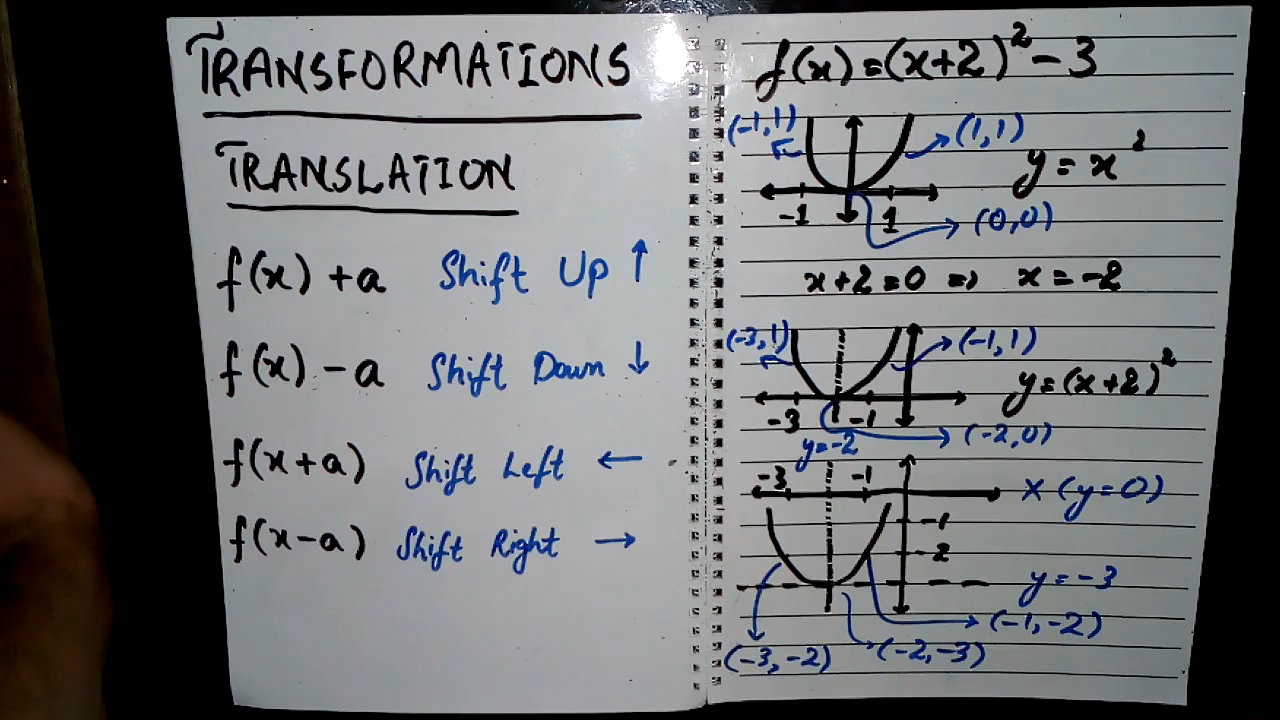 TRANSFORMATIONS
TRANSLATION
f(x) + a Shift Up ↑
f(x) - a Shift Down ↓
f(x+a) Shift Left ←
f(x-a) Shift Right →
f(x) = (x+2)² - 3
(-1,1) (1,1)
y = x²
-1 1 (0,0)
x+2=0 => x=-2
(-3,1) (-1,1)
y=(x+2)²
-3 -1
y=-2 (-2,0)
-3 -1 x (y=0)
-1
-2
y=-3
(-1,-2)
(-3,-2) (-2,-3)